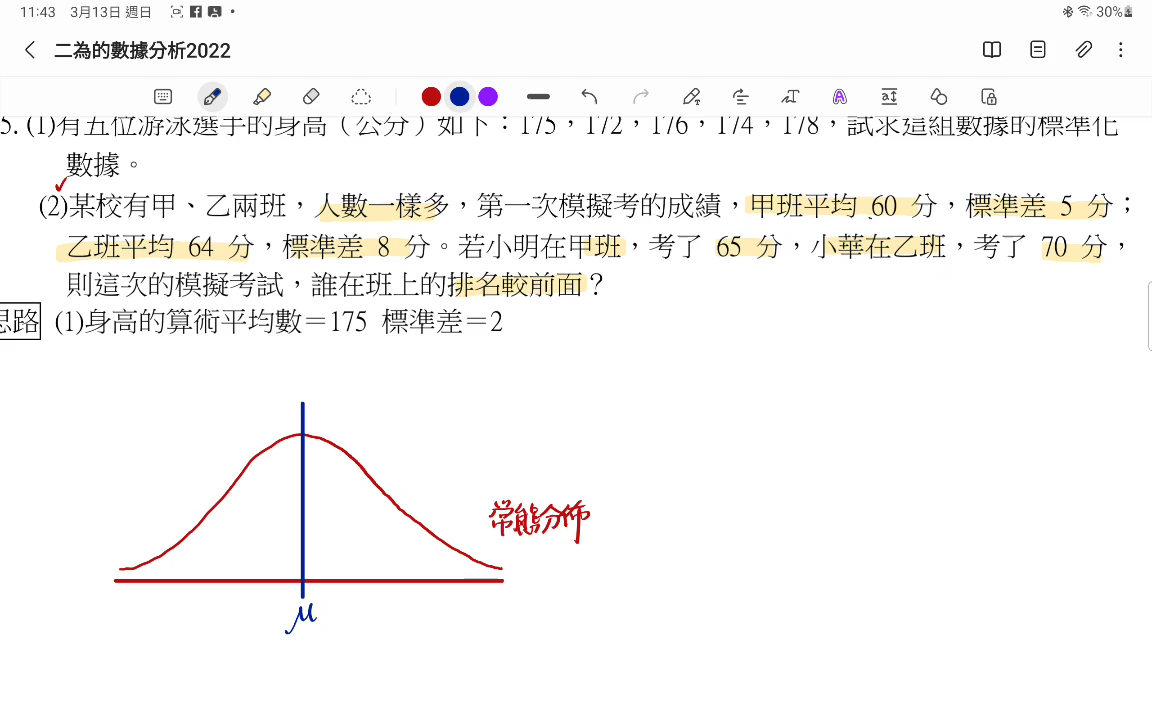 11:43 3月13日 週日
30%
二為的數據分析2022
5. (1)有五位游泳選手的身高（公分）如下：175，172，176，174，178，試求這組數據的標準化
數據。
(2)某校有甲、乙兩班，人數一樣多，第一次模擬考的成績，甲班平均 60 分，標準差 5 分；
乙班平均 64 分，標準差 8 分。若小明在甲班，考了 65 分，小華在乙班，考了 70 分，
則這次的模擬考試，誰在班上的排名較前面？
思路 (1)身高的算術平均數＝175 標準差＝2
常態分佈
μ